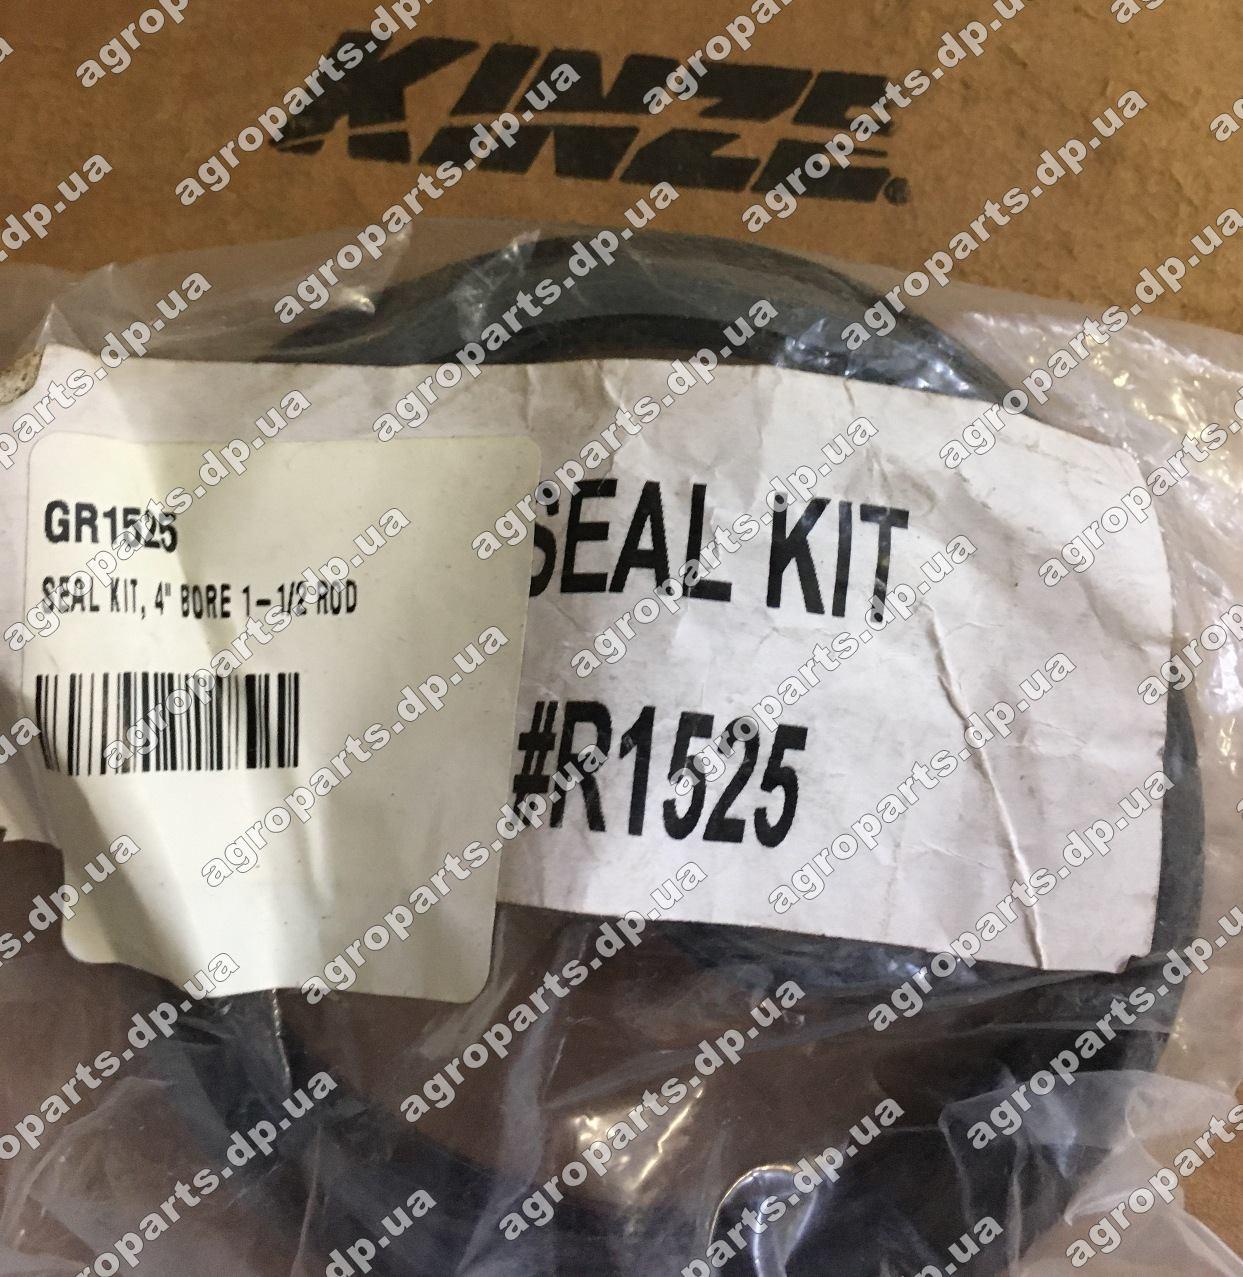 KINZE®
GR1525
SEAL KIT, 4" BORE 1-1/2 ROD
SEAL KIT
#R1525
agroparts.dp.ua